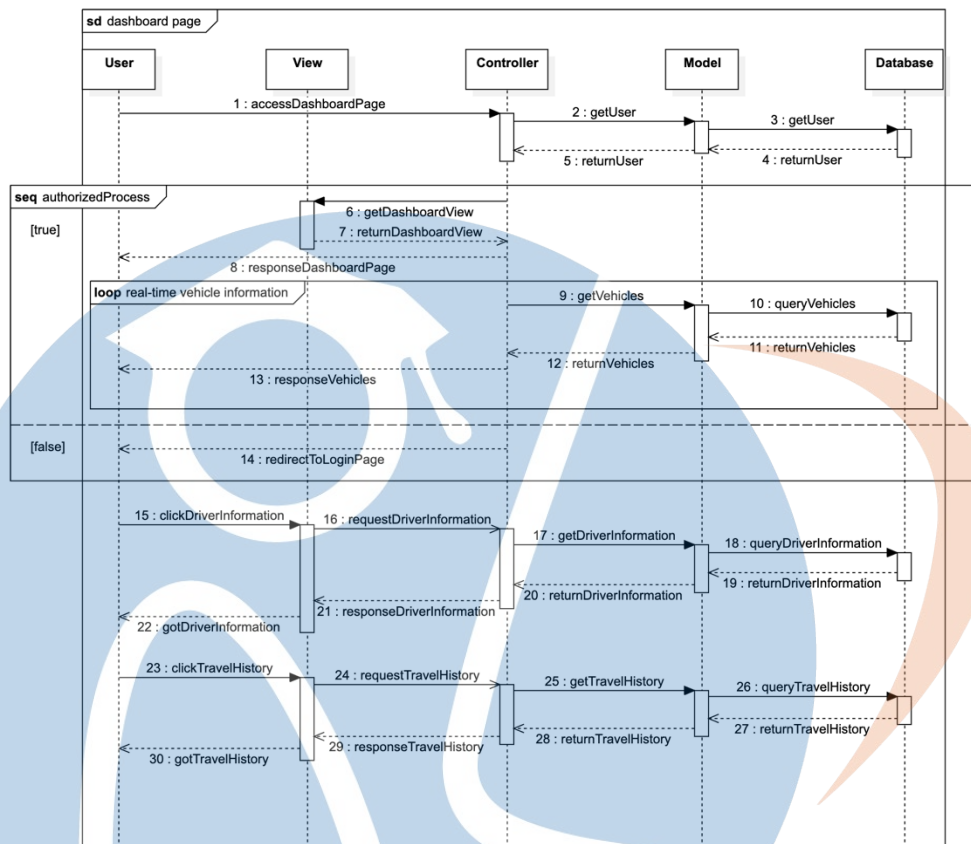 sd dashboard page
User
View
Controller
Model
Database
1 : accessDashboardPage
2 : getUser
3 : getUser
4 : returnUser
5 : returnUser
seq authorizedProcess
[true]
6 : getDashboardView
7 : returnDashboardView
8 : responseDashboardPage
loop real-time vehicle information
9 : getVehicles
10 : queryVehicles
11 : returnVehicles
12 : returnVehicles
13 : responseVehicles
[false]
14 : redirectToLoginPage
15 : clickDriverInformation
16 : requestDriverInformation
17 : getDriverInformation
18 : queryDriverInformation
19 : returnDriverInformation
20 : returnDriverInformation
21 : responseDriverInformation
22 : gotDriverInformation
23 : clickTravelHistory
24 : requestTravelHistory
25 : getTravelHistory
26 : queryTravelHistory
27 : returnTravelHistory
28 : returnTravelHistory
29 : responseTravelHistory
30 : gotTravelHistory